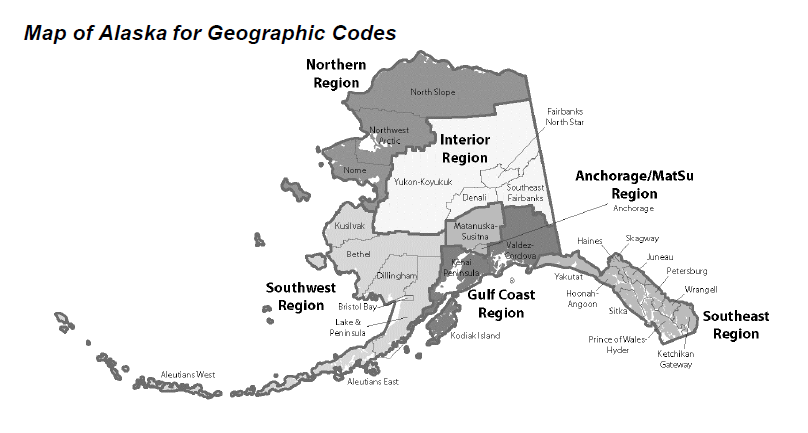 Map of Alaska for Geographic Codes
Northern
Region
North Slope
Northwest
Arctic
Nome
Interior
Region
Fairbanks
North Star
Yukon-Koyukuk
Denali
Southeast
Fairbanks
Anchorage/MatSu
Region
Anchorage
Matanuska-
Susitna
Kusilvak
Bethel
Dillingham
Southwest
Region
Bristol Bay
Lake &
Peninsula
Aleutians West
Aleutians East
Kenai
Peninsula
Valdez-
Cordova
Gulf Coast
Region
Kodiak Island
Yakutat
Haines
Skagway
Juneau
Petersburg
Wrangell
Hoonah-
Angoon
Sitka
Prince of Wales-
Hyder
Ketchikan
Gateway
Southeast
Region